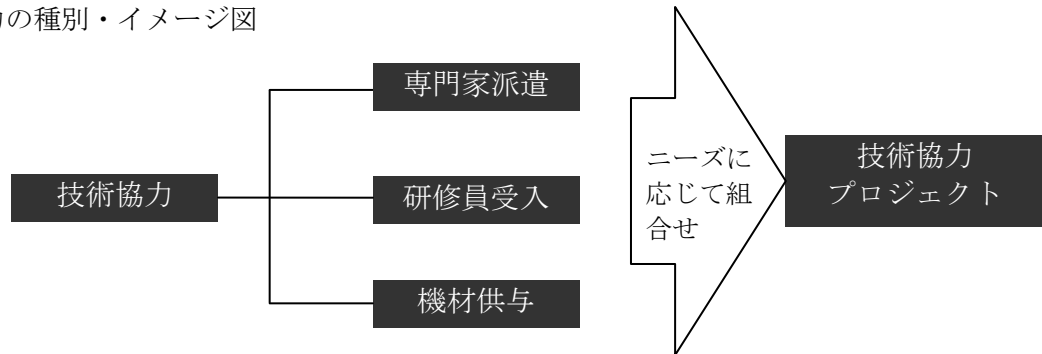 の種別・イメージ図
専門家派遣
技術協力
研修員受入
機材供与
ニーズに
応じて組
合せ
技術協力
プロジェクト